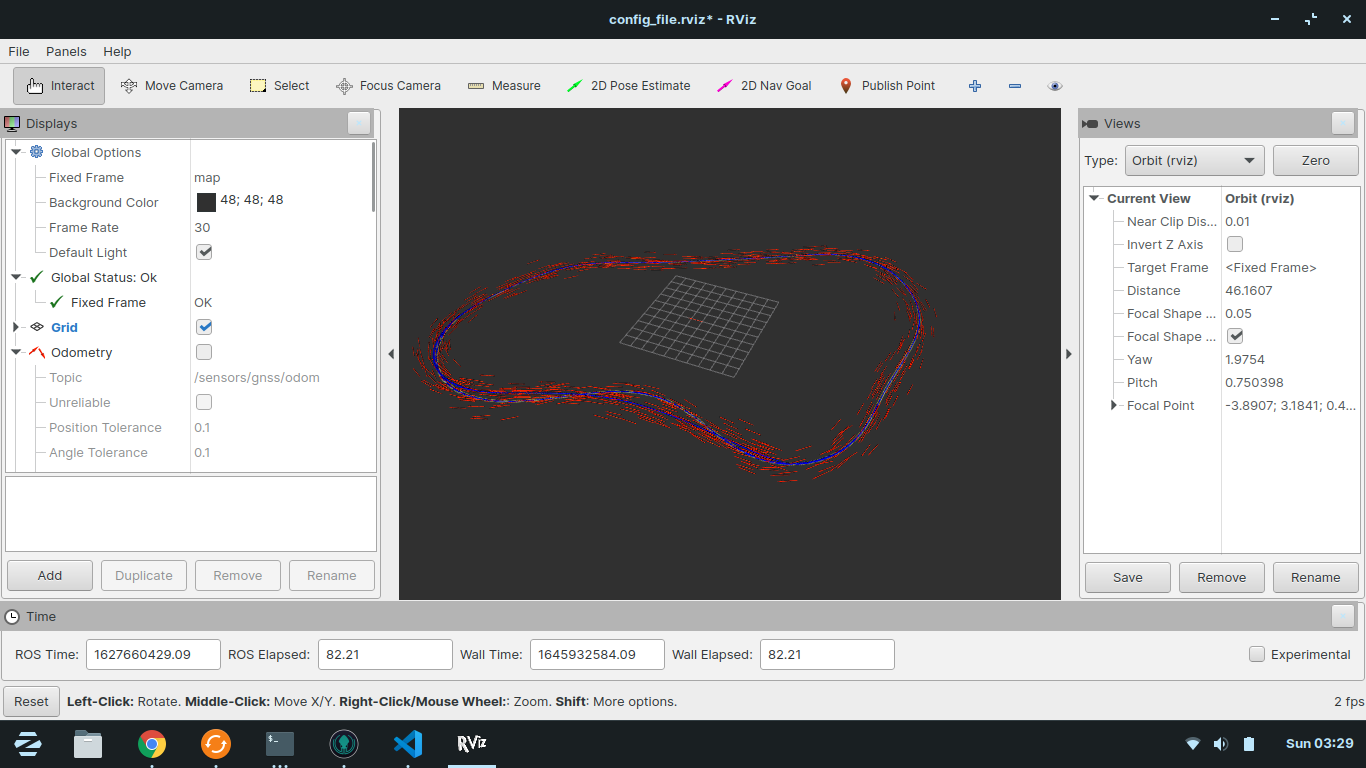 config_file.rviz* - RViz
File Panels Help
Interact Move Camera Select Focus Camera Measure 2D Pose Estimate 2D Nav Goal Publish Point
Displays
Global Options
Fixed Frame map
Background Color 48; 48; 48
Frame Rate 30
Default Light
Global Status: Ok
Fixed Frame OK
Grid
Odometry
Topic /sensors/gnss/odom
Unreliable
Position Tolerance 0.1
Angle Tolerance 0.1
Add Duplicate Remove Rename
Views
Type: Orbit (rviz) Zero
Current View Orbit (rviz)
Near Clip Dis... 0.01
Invert Z Axis
Target Frame <Fixed Frame>
Distance 46.1607
Focal Shape ... 0.05
Focal Shape ...
Yaw 1.9754
Pitch 0.750398
Focal Point -3.8907; 3.1841; 0.4...
Save Remove Rename
Time
ROS Time: 1627660429.09 ROS Elapsed: 82.21 Wall Time: 1645932584.09 Wall Elapsed: 82.21 Experimental
Reset Left-Click: Rotate. Middle-Click: Move X/Y. Right-Click/Mouse Wheel:: Zoom. Shift: More options. 2 fps
$- RViz Sun 03:29